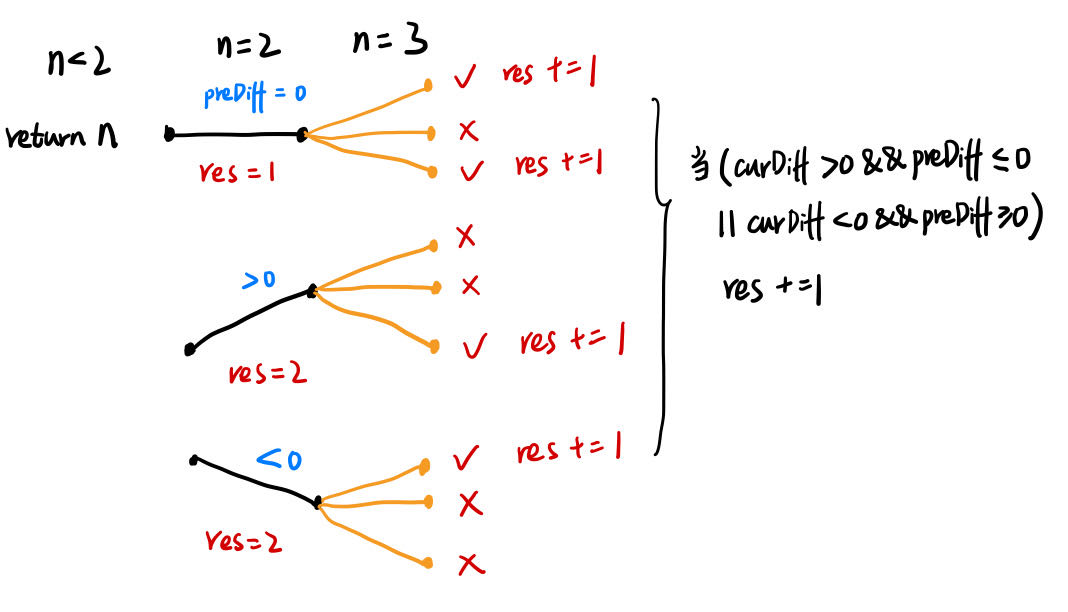 n<2
n=2
n=3
preDiff = 0
✓ res +=1
return n
×
res = 1
✓ res +=1
×
>0
×
✓ res +=1
res=2
<0
✓ res +=1
×
res=2
×
当(curDiff >0 && preDiff ≤0
|| curDiff <0 && preDiff ≥0)
res +=1